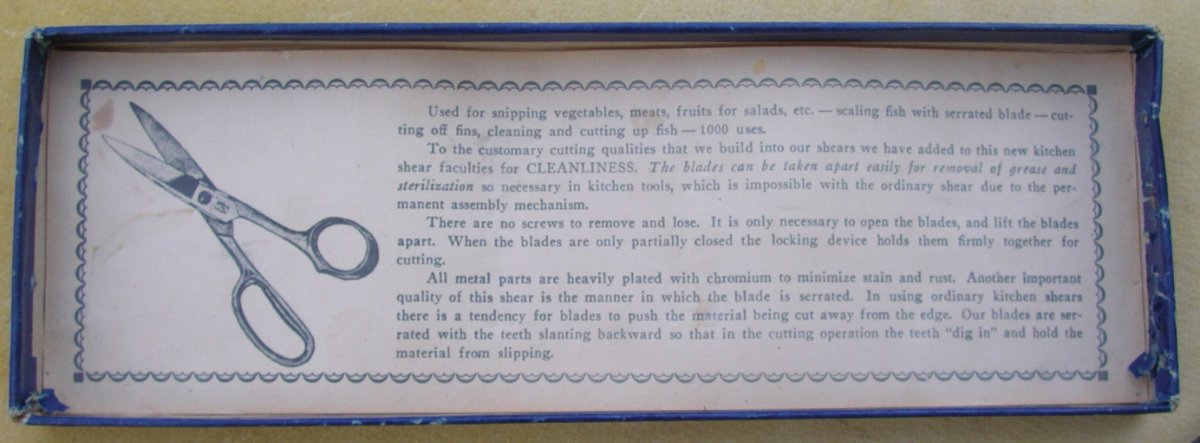 Used for snipping vegetables, meats, fruits for salads, etc. — scaling fish with serrated blade — cut-
ting off fins, cleaning and cutting up fish — 1000 uses.
To the customary cutting qualities that we build into our shears we have added to this new kitchen
shear faculties for CLEANLINESS. The blades can be taken apart easily for removal of grease and
sterilization so necessary in kitchen tools, which is impossible with the ordinary shear due to the per-
manent assembly mechanism.
There are no screws to remove and lose. It is only necessary to open the blades, and lift the blades
apart. When the blades are only partially closed the locking device holds them firmly together for
cutting.
All metal parts are heavily plated with chromium to minimize stain and rust. Another important
quality of this shear is the manner in which the blade is serrated. In using ordinary kitchen shears
there is a tendency for blades to push the material being cut away from the edge. Our blades are ser-
rated with the teeth slanting backward so that in the cutting operation the teeth "dig in" and hold the
material from slipping.